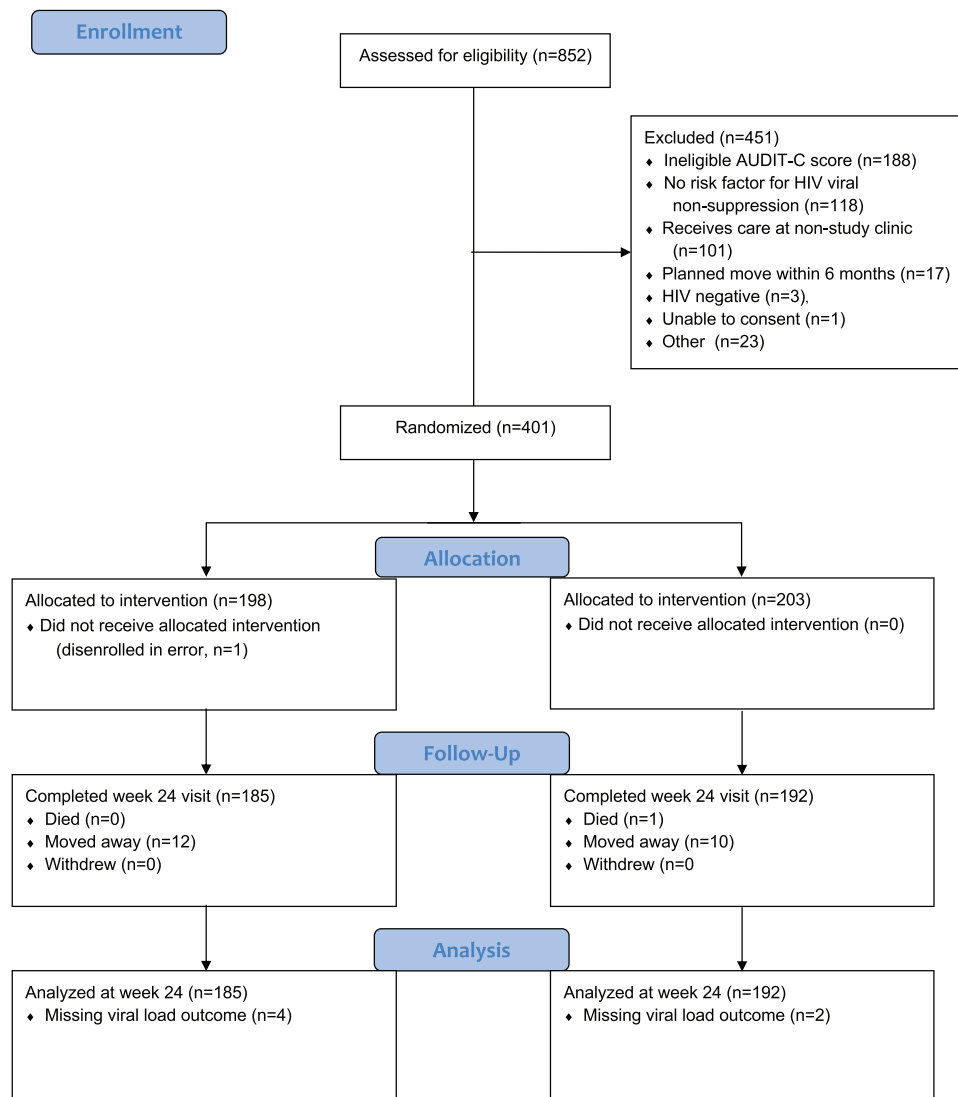 Enrollment
Assessed for eligibility (n=852)
Excluded (n=451)
♦ Ineligible AUDIT-C score (n=188)
♦ No risk factor for HIV viral
non-suppression (n=118)
♦ Receives care at non-study clinic
(n=101)
♦ Planned move within 6 months (n=17)
♦ HIV negative (n=3),
♦ Unable to consent (n=1)
♦ Other (n=23)
Randomized (n=401)
Allocation
Allocated to intervention (n=198)
♦ Did not receive allocated intervention
(disenrolled in error, n=1)
Allocated to intervention (n=203)
♦ Did not receive allocated intervention (n=0)
Follow-Up
Completed week 24 visit (n=185)
♦ Died (n=0)
♦ Moved away (n=12)
♦ Withdrew (n=0)
Completed week 24 visit (n=192)
♦ Died (n=1)
♦ Moved away (n=10)
♦ Withdrew (n=0
Analysis
Analyzed at week 24 (n=185)
♦ Missing viral load outcome (n=4)
Analyzed at week 24 (n=192)
♦ Missing viral load outcome (n=2)